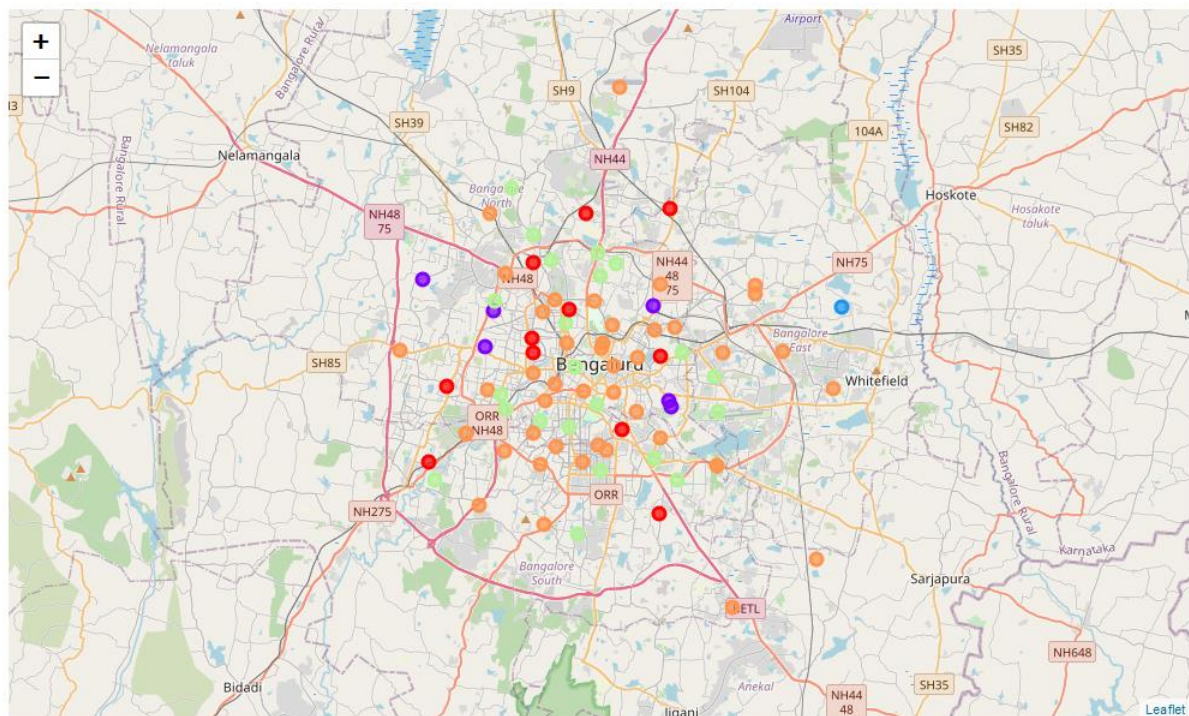 +
−
Nelamangala
taluk
Bangalore Rural
Bangalore Rural
Airport
SH35
SH9
SH104
SH39
104A
SH82
Nelamangala
NH44
Bangalore
North
Hoskote
Hosakote
taluk
NH48
75
NH44
48
75
NH75
NH48
Bangalore
East
SH85
Bengaluru
Whitefield
ORR
NH48
ORR
NH275
Bangalore
South
Bangalore Rural
Karnataka
Sarjapura
BETL
NH648
Bidadi
Anekal
SH35
NH44
48
Jigani
Leaflet